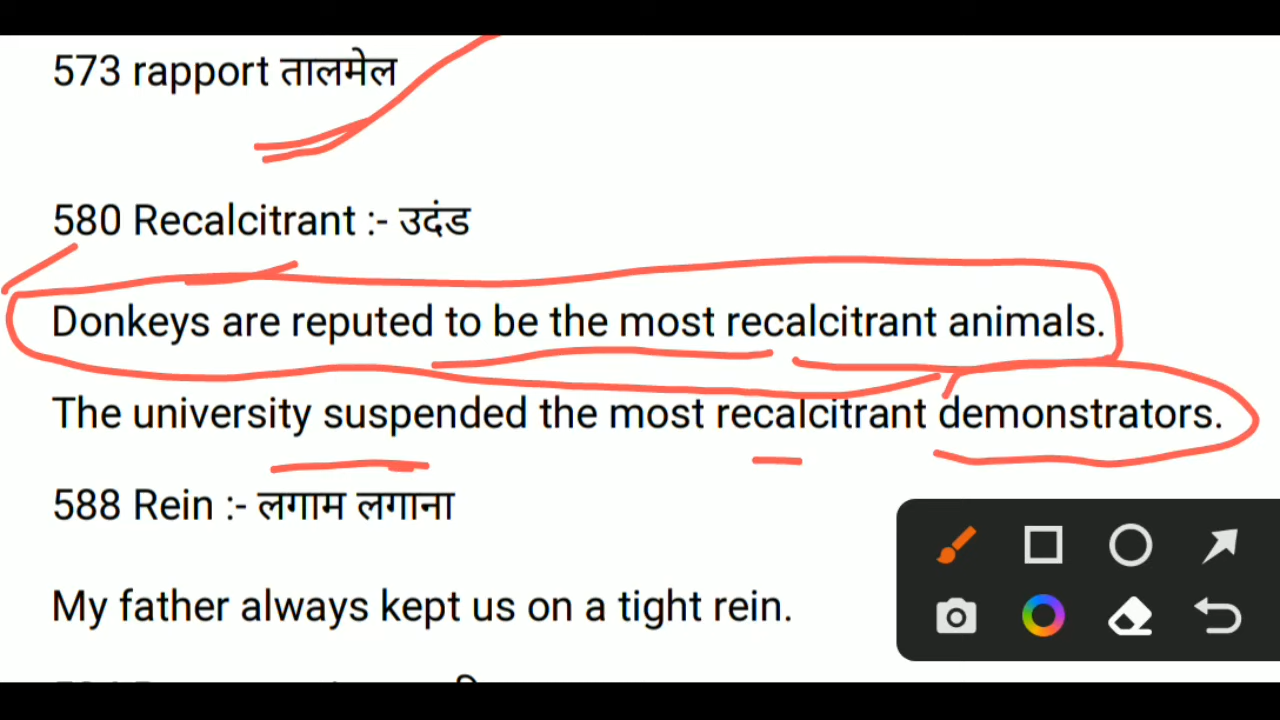 573 rapport तालमेल
580 Recalcitrant :- उदंड
Donkeys are reputed to be the most recalcitrant animals.
The university suspended the most recalcitrant demonstrators.
588 Rein :- लगाम लगाना
My father always kept us on a tight rein.